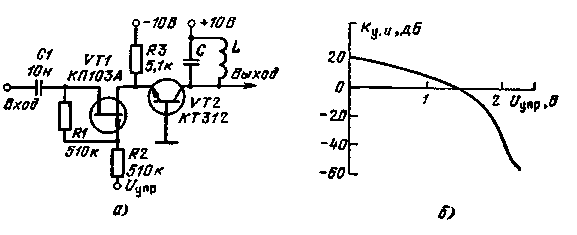 -10В +10В
C1
10н
VT1
КП103А
R3
5,1к
C
L
Выход
Вход
VT2
КТ312
R1
510к
R2
510к
Uупр
а)
Ку.и, дБ
20
0
-20
-40
-60
1
2
Uупр, В
б)